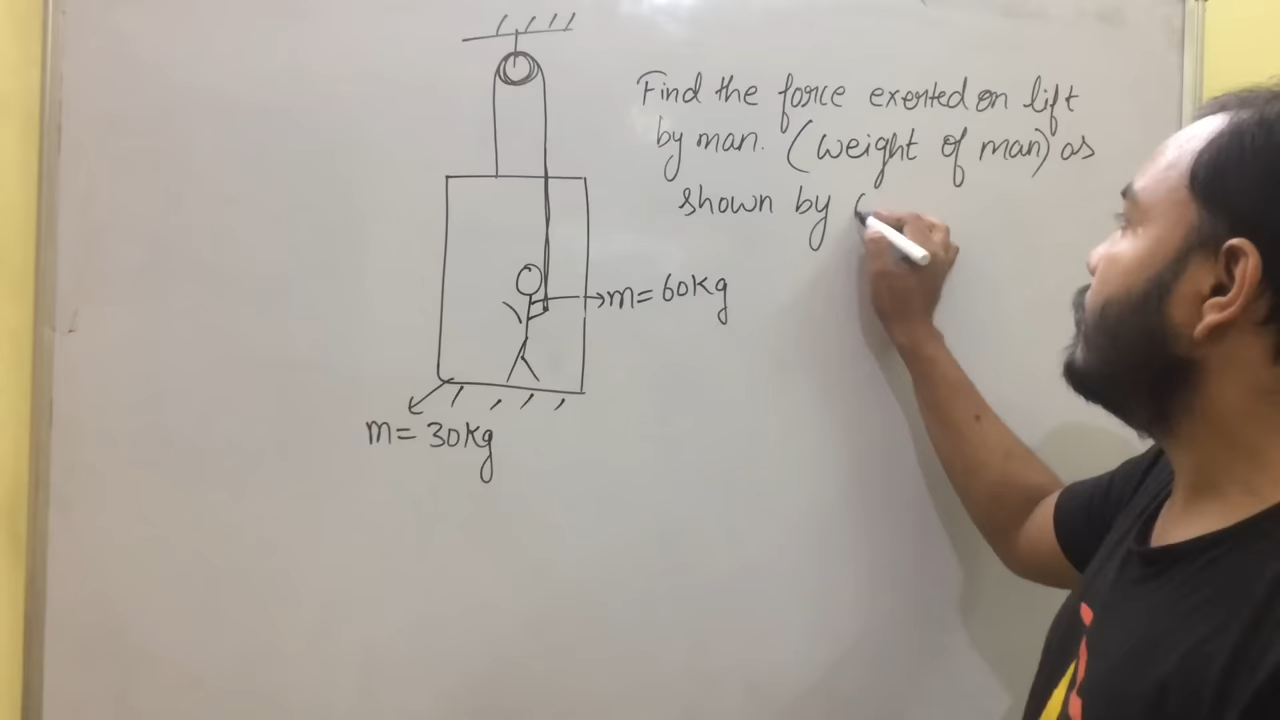 Find the force exerted on lift
by man. (weight of man) as
shown by
m= 60kg
m= 30kg